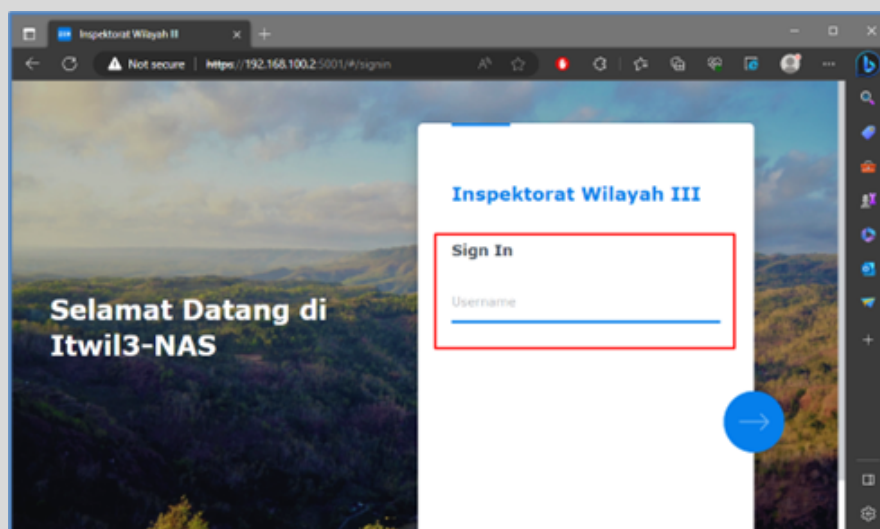 Inspektorat Wilayah III
Not secure | https://192.168.100.2:5001/#/signin
Inspektorat Wilayah III
Sign In
Username
Selamat Datang di
Itwil3-NAS